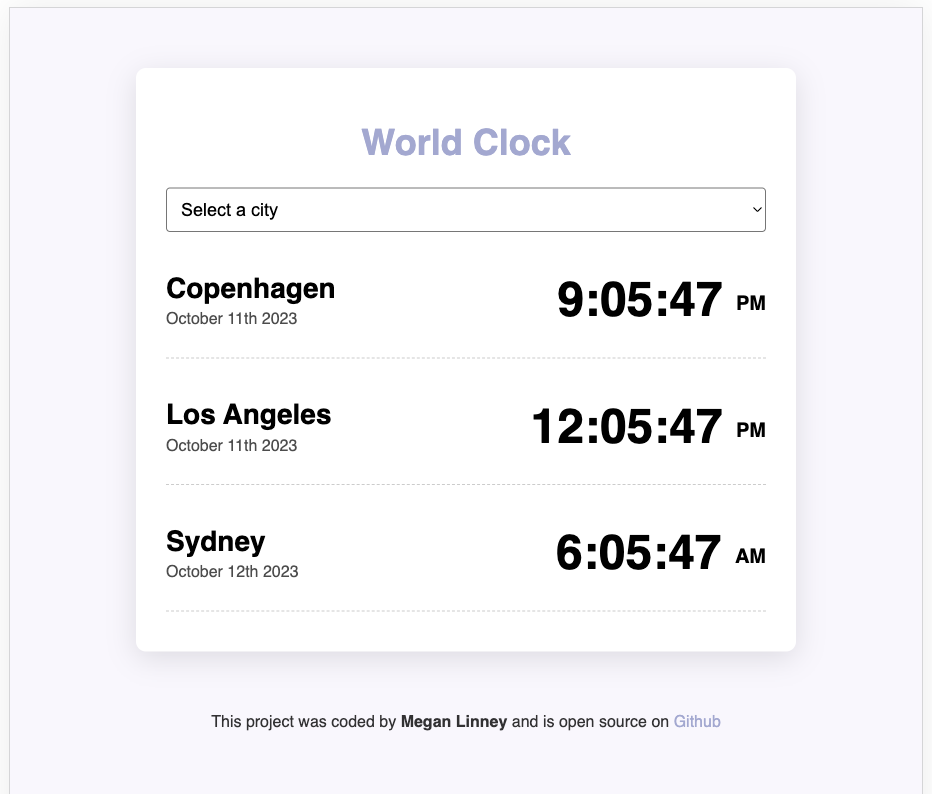 World Clock
Select a city
Copenhagen
October 11th 2023
9:05:47 PM
Los Angeles
October 11th 2023
12:05:47 PM
Sydney
October 12th 2023
6:05:47 AM
This project was coded by Megan Linney and is open source on Github